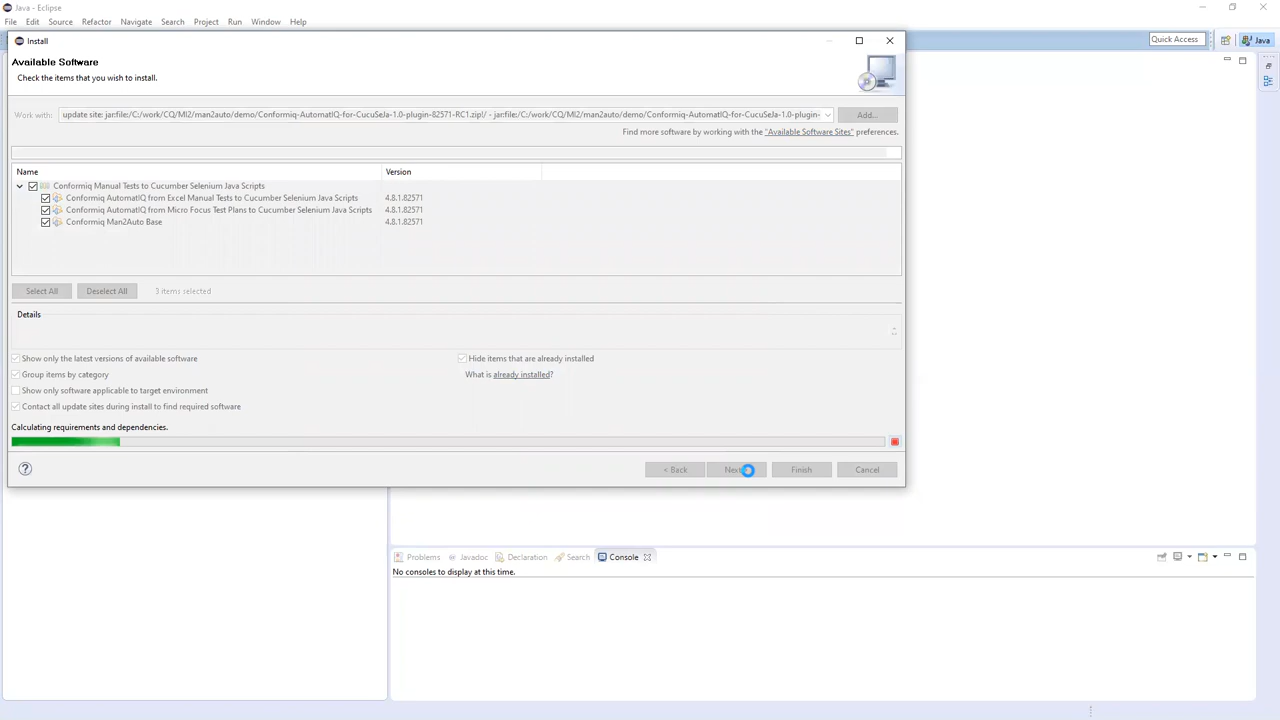 Java - Eclipse
File Edit Source Refactor Navigate Search Project Run Window Help
Quick Access Java
Install
Available Software
Check the items that you wish to install.
Work with: update site: jar:file:/C:/work/CQ/MI2/man2auto/demo/Conformiq-AutomatIQ-for-CucuSeJa-1.0-plugin-82571-RC1.zip!/ - jar:file:/C:/work/CQ/MI2/man2auto/demo/Conformiq-AutomatIQ-for-CucuSeJa-1.0-plugin- Add...
Find more software by working with the "Available Software Sites" preferences.
Name Version
Conformiq Manual Tests to Cucumber Selenium Java Scripts
Conformiq AutomatIQ from Excel Manual Tests to Cucumber Selenium Java Scripts 4.8.1.82571
Conformiq AutomatIQ from Micro Focus Test Plans to Cucumber Selenium Java Scripts 4.8.1.82571
Conformiq Man2Auto Base 4.8.1.82571
Select All Deselect All 3 items selected
Details
Show only the latest versions of available software Hide items that are already installed
Group items by category What is already installed?
Show only software applicable to target environment
Contact all update sites during install to find required software
Calculating requirements and dependencies.
? < Back Next Finish Cancel
Problems Javadoc Declaration Search Console
No consoles to display at this time.